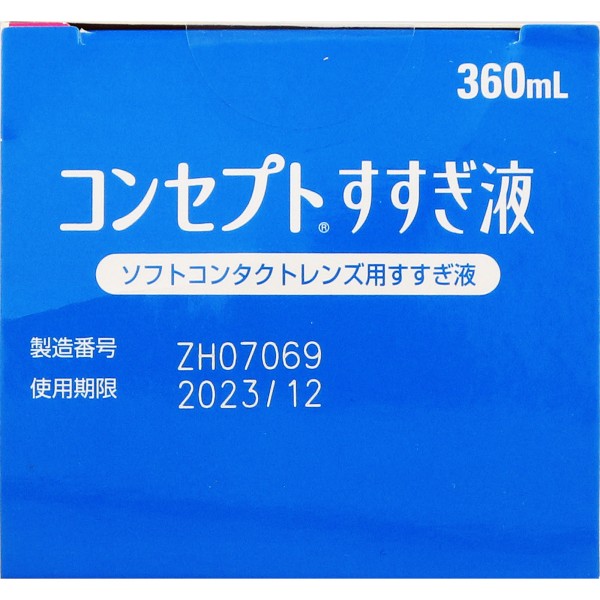 360mL
コンセプト®すすぎ液
ソフトコンタクトレンズ用すすぎ液
製造番号 ZH07069
使用期限 2023/12